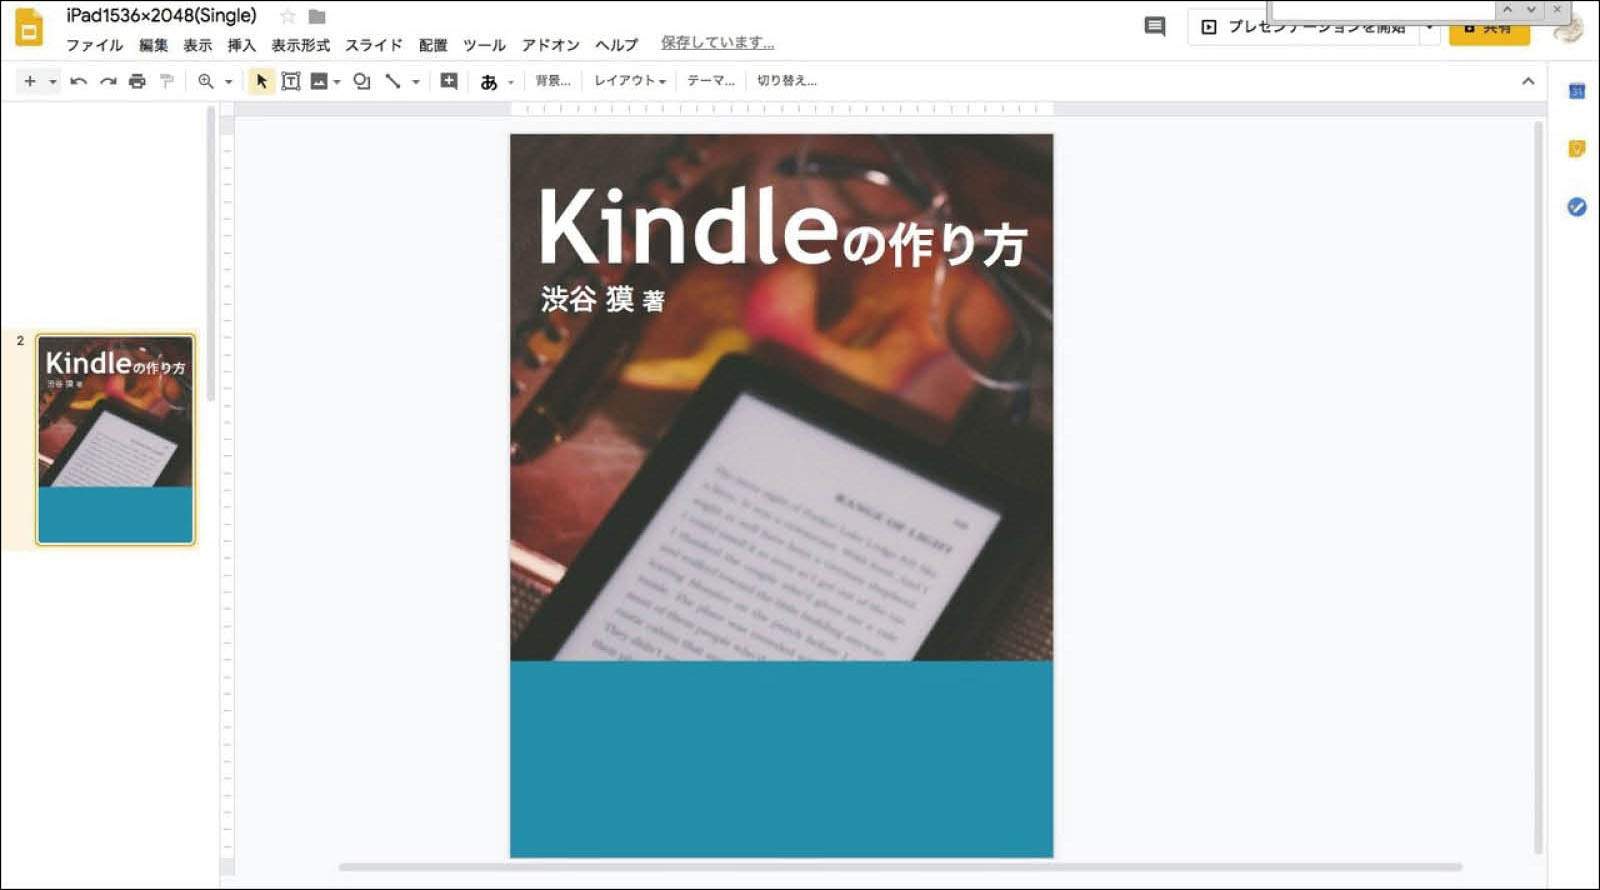 iPad1536×2048(Single)
ファイル 編集 表示 挿入 表示形式 スライド 配置 ツール アドオン ヘルプ 保存しています...
プレゼンテーションを開始
共有
あ 背景... レイアウト テーマ... 切り替え...
31
2
Kindleの作り方
渋谷 獏 著
Kindleの作り方
渋谷 獏 著
RANGE OF LIGHT